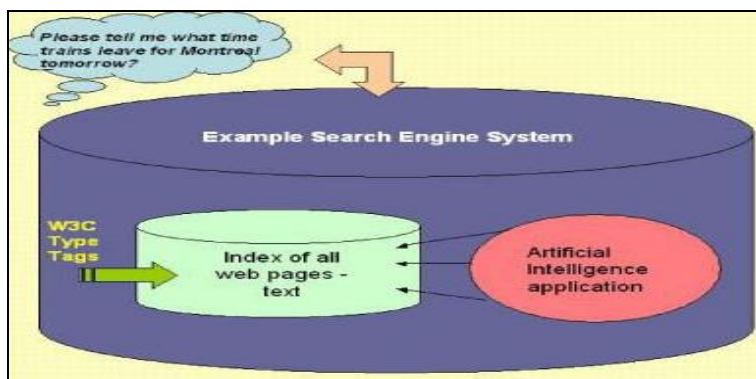 Please tell me what time
trains leave for Montreal
tomorrow?
Example Search Engine System
W3C
Type
Tags
Index of all
web pages -
text
Artificial
Intelligence
application